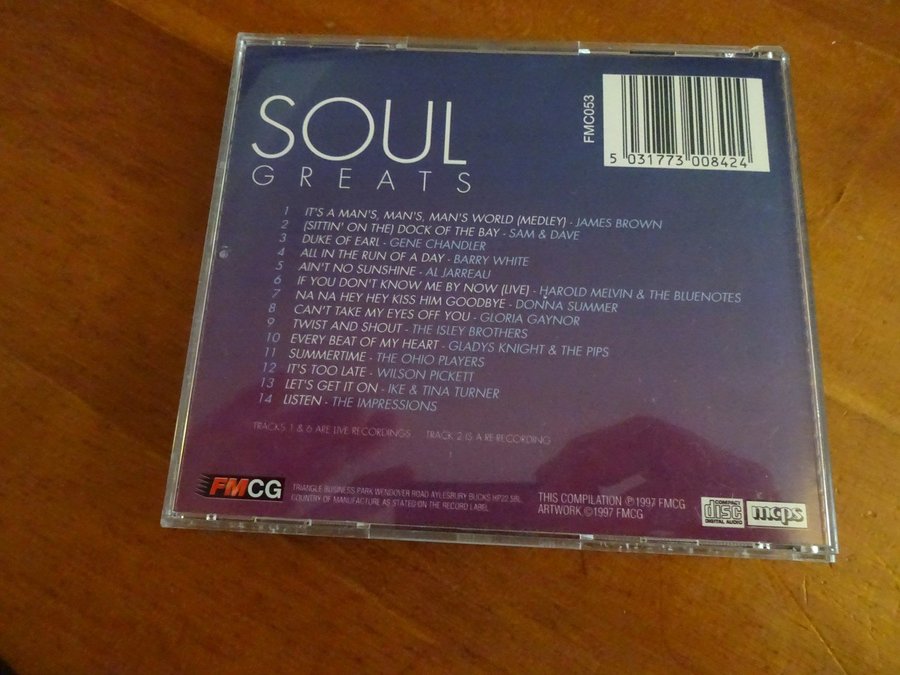 SOUL
GREATS
FMC053
5 031773 008424
1 IT'S A MAN'S, MAN'S, MAN'S WORLD (MEDLEY) - JAMES BROWN
2 (SITTIN' ON THE) DOCK OF THE BAY - SAM & DAVE
3 DUKE OF EARL - GENE CHANDLER
4 ALL IN THE RUN OF A DAY - BARRY WHITE
5 AIN'T NO SUNSHINE - AL JARREAU
6 IF YOU DON'T KNOW ME BY NOW (LIVE) - HAROLD MELVIN & THE BLUENOTES
7 NA NA HEY HEY KISS HIM GOODBYE - DONNA SUMMER
8 CAN'T TAKE MY EYES OFF YOU - GLORIA GAYNOR
9 TWIST AND SHOUT - THE ISLEY BROTHERS
10 EVERY BEAT OF MY HEART - GLADYS KNIGHT & THE PIPS
11 SUMMERTIME - THE OHIO PLAYERS
12 IT'S TOO LATE - WILSON PICKETT
13 LET'S GET IT ON - IKE & TINA TURNER
14 LISTEN - THE IMPRESSIONS
TRACKS 1 & 6 ARE LIVE RECORDINGS TRACK 2 IS A RE RECORDING
FMCG
TRIANGLE BUSINESS PARK WENDOVER ROAD AYLESBURY BUCKS HP22 5BL
COUNTRY OF MANUFACTURE AS STATED ON THE RECORD LABEL
THIS COMPILATION ℗ 1997 FMCG
ARTWORK © 1997 FMCG
COMPACT
disc
DIGITAL AUDIO
mcps